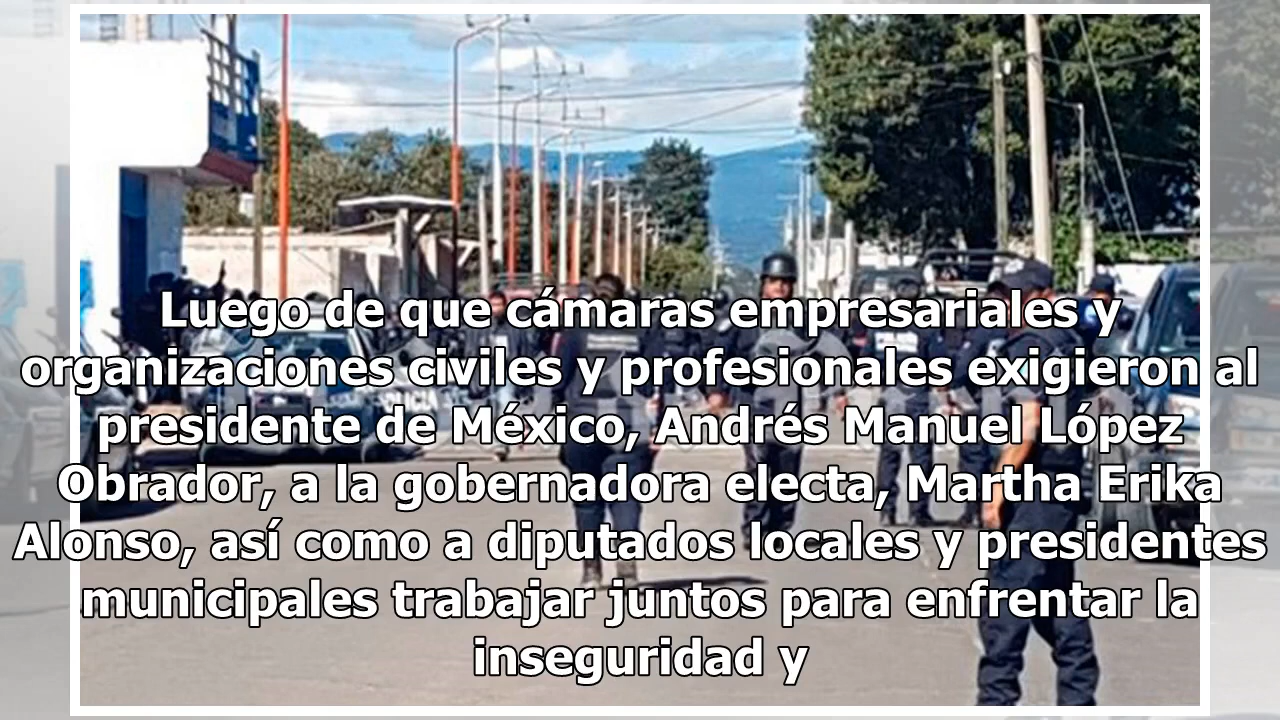 Luego de que cámaras empresariales y
organizaciones civiles y profesionales exigieron al
presidente de México, Andrés Manuel López
Obrador, a la gobernadora electa, Martha Erika
Alonso, así como a diputados locales y presidentes
municipales trabajar juntos para enfrentar la
inseguridad y
POLICIA